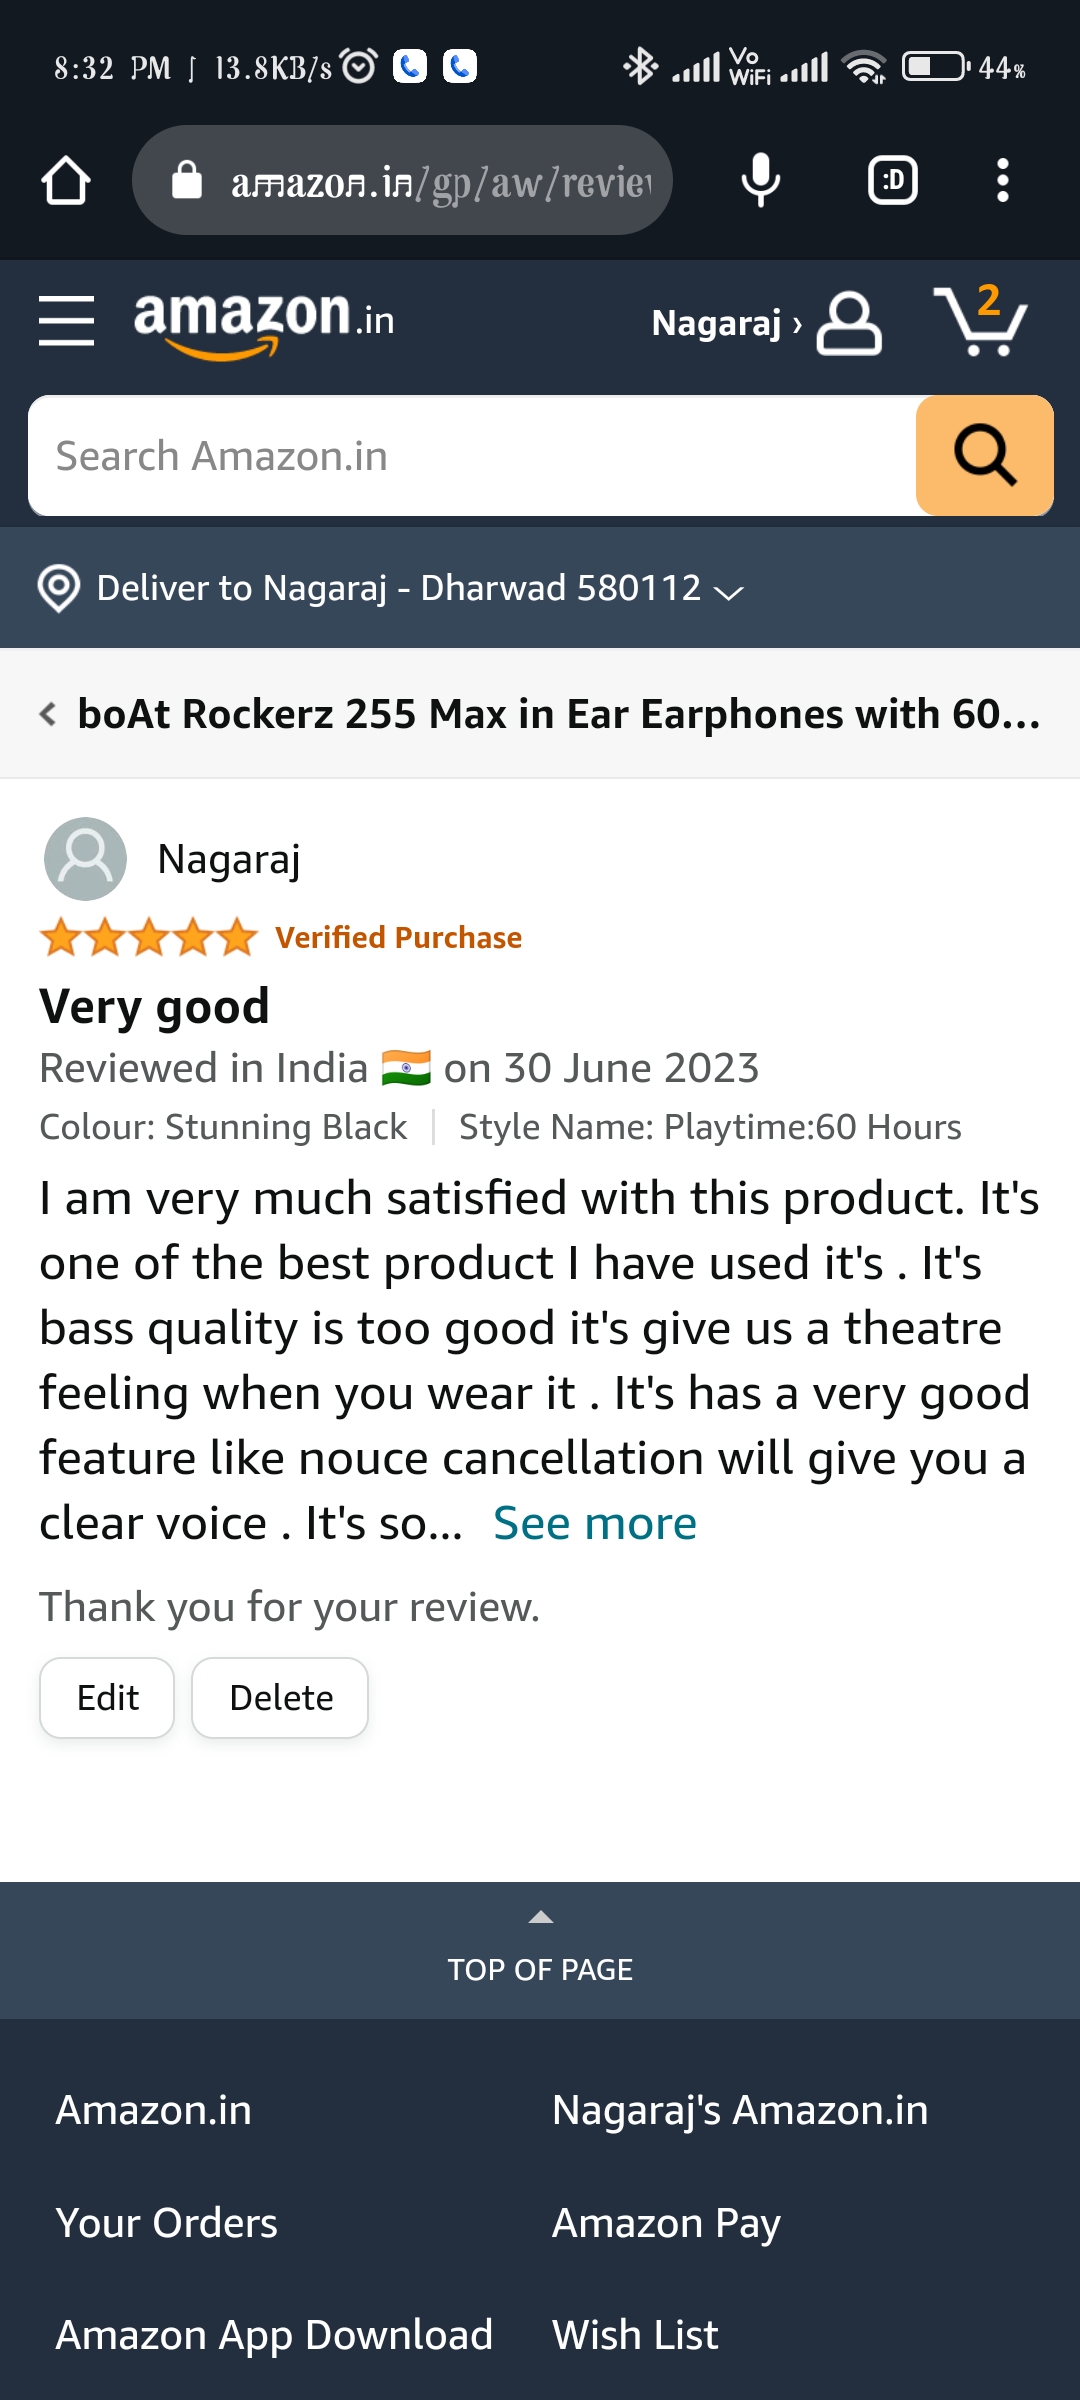 8:32 PM | 13.8KB/s Vo WiFi 44%
amazon.in/gp/aw/review :D
amazon.in Nagaraj › 2
Search Amazon.in
Deliver to Nagaraj - Dharwad 580112
boAt Rockerz 255 Max in Ear Earphones with 60...
Nagaraj
Verified Purchase
Very good
Reviewed in India 🇮🇳 on 30 June 2023
Colour: Stunning Black | Style Name: Playtime:60 Hours
I am very much satisfied with this product. It's
one of the best product I have used it's . It's
bass quality is too good it's give us a theatre
feeling when you wear it . It's has a very good
feature like nouce cancellation will give you a
clear voice . It's so... See more
Thank you for your review.
Edit Delete
TOP OF PAGE
Amazon.in Nagaraj's Amazon.in
Your Orders Amazon Pay
Amazon App Download Wish List